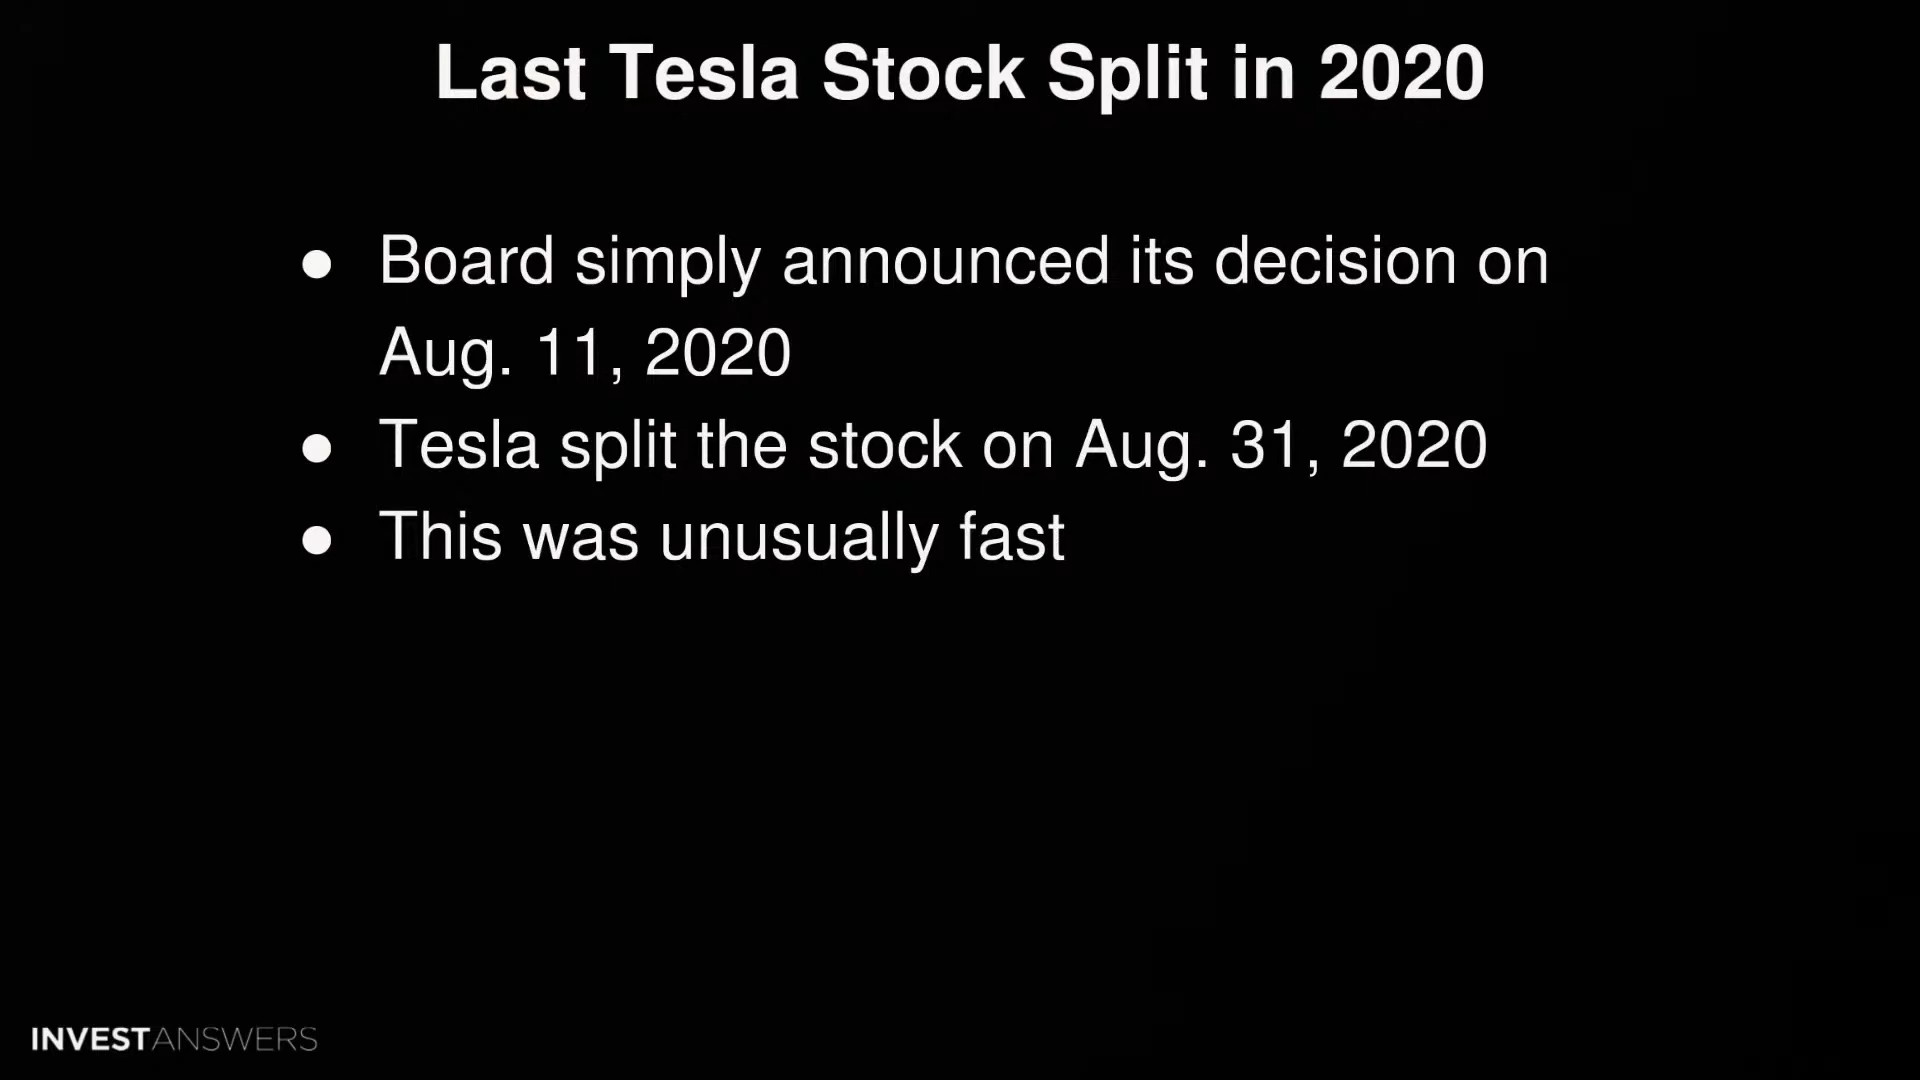 Last Tesla Stock Split in 2020
● Board simply announced its decision on
Aug. 11, 2020
● Tesla split the stock on Aug. 31, 2020
● This was unusually fast
INVESTANSWERS